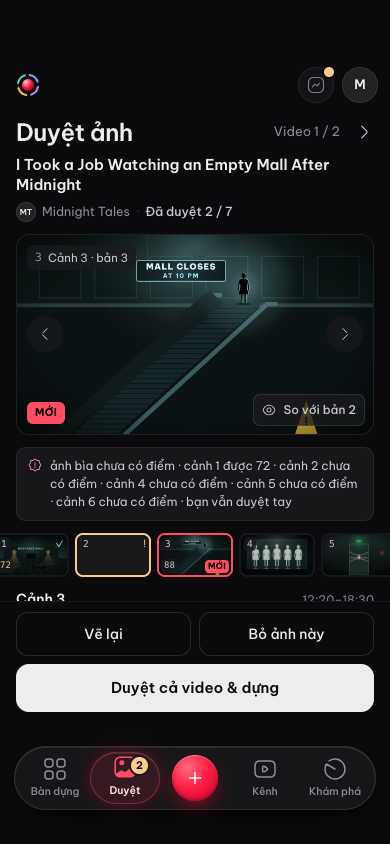 M
Duyệt ảnh
Video 1 / 2
I Took a Job Watching an Empty Mall After
Midnight
MT Midnight Tales · Đã duyệt 2 / 7
3 Cảnh 3 · bản 3
MALL CLOSES
AT 10 PM
MỚI
So với bản 2
ảnh bìa chưa có điểm · cảnh 1 được 72 · cảnh 2 chưa
có điểm · cảnh 4 chưa có điểm · cảnh 5 chưa có điểm
· cảnh 6 chưa có điểm · bạn vẫn duyệt tay
1 ✓
72
2 !
3
88 MỚI
4
5
Cảnh 3
12:20–18:30
Vẽ lại
Bỏ ảnh này
Duyệt cả video & dựng
2
Bàn dựng
Duyệt
Kênh
Khám phá